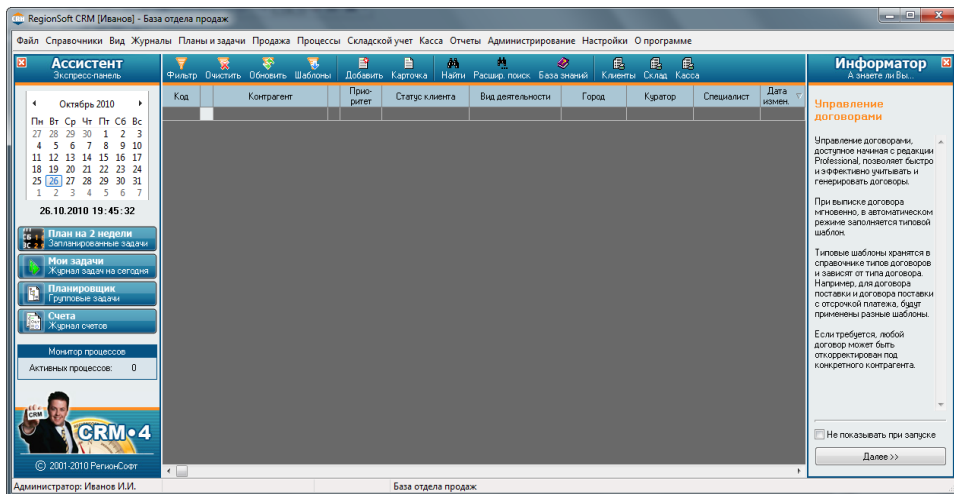 RegionSoft CRM [Иванов] - База отдела продаж
Файл Справочники Вид Журналы Планы и задачи Продажа Процессы Складской учет Касса Отчеты Администрирование Настройки О программе
Ассистент
Экспресс-панель
Октябрь 2010
Пн Вт Ср Чт Пт Сб Вс
27 28 29 30 1 2 3
4 5 6 7 8 9 10
11 12 13 14 15 16 17
18 19 20 21 22 23 24
25 26 27 28 29 30 31
1 2 3 4 5 6 7
26.10.2010 19:45:32
План на 2 недели
Запланированные задачи
Мои задачи
Журнал задач на сегодня
Планировщик
Групповые задачи
Счета
Журнал счетов
Монитор процессов
Активных процессов: 0
CRM
CRM•4
© 2001-2010 РегионСофт
Фильтр Очистить Обновить Шаблоны Добавить Карточка Найти Расшир. поиск База знаний Клиенты Склад Касса
Код Контрагент Прио-ритет Статус клиента Вид деятельности Город Куратор Специалист Дата измен.
Информатор
А знаете ли Вы...
Управление
договорами
Управление договорами,
доступное начиная с редакции
Professional, позволяет быстро
и эффективно учитывать и
генерировать договоры.
При выписке договора
мгновенно, в автоматическом
режиме заполняется типовой
шаблон.
Типовые шаблоны хранятся в
справочнике типов договоров
и зависят от типа договора.
Например, для договора
поставки и договора поставки
с отсрочкой платежа, будут
применены разные шаблоны.
Если требуется, любой
договор может быть
откорректирован под
конкретного контрагента.
Не показывать при запуске
Далее >>
Администратор: Иванов И.И.
База отдела продаж